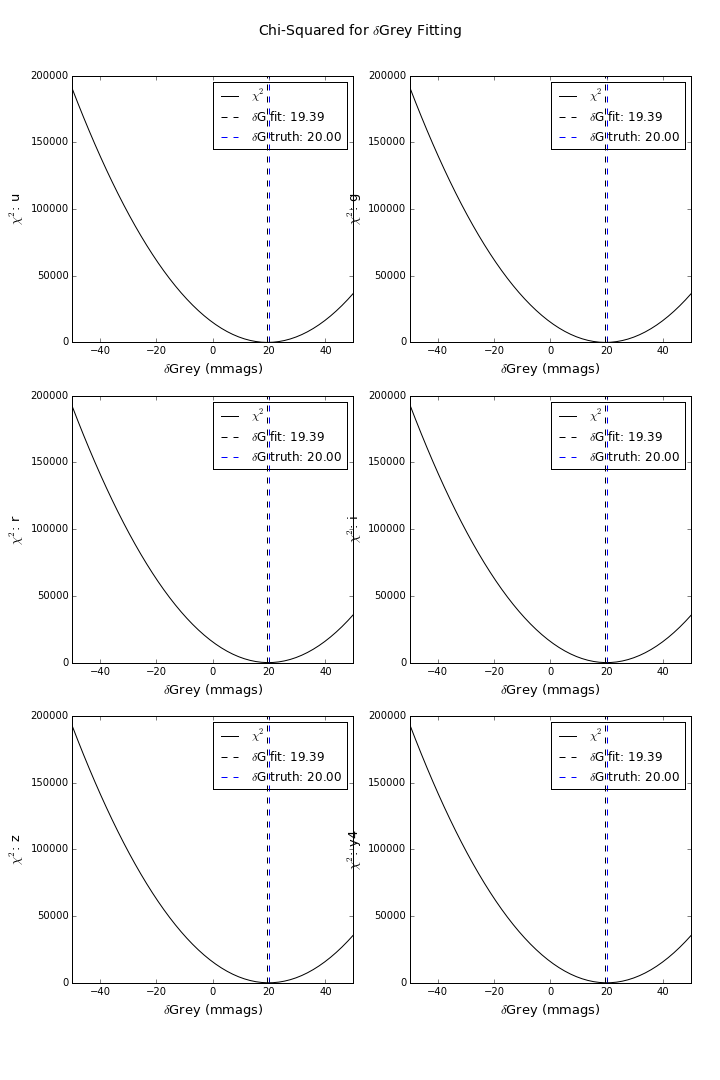 Chi-Squared for δGrey Fitting
200000
150000
100000
50000
0
χ²: u
χ²
δG fit: 19.39
δG truth: 20.00
−40 −20 0 20 40
δGrey (mmags)
200000
150000
100000
50000
0
χ²: g
χ²
δG fit: 19.39
δG truth: 20.00
−40 −20 0 20 40
δGrey (mmags)
200000
150000
100000
50000
0
χ²: r
χ²
δG fit: 19.39
δG truth: 20.00
−40 −20 0 20 40
δGrey (mmags)
200000
150000
100000
50000
0
χ²: i
χ²
δG fit: 19.39
δG truth: 20.00
−40 −20 0 20 40
δGrey (mmags)
200000
150000
100000
50000
0
χ²: z
χ²
δG fit: 19.39
δG truth: 20.00
−40 −20 0 20 40
δGrey (mmags)
200000
150000
100000
50000
0
χ²: y4
χ²
δG fit: 19.39
δG truth: 20.00
−40 −20 0 20 40
δGrey (mmags)